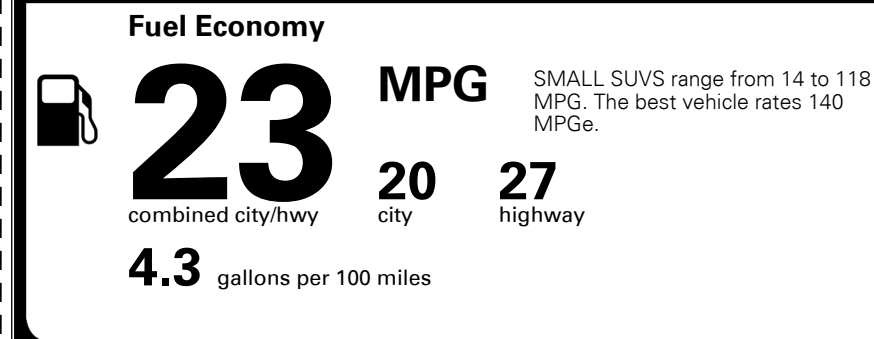 Fuel Economy
23
MPG
SMALL SUVS range from 14 to 118
MPG. The best vehicle rates 140
MPGe.
combined city/hwy
20
city
27
highway
4.3 gallons per 100 miles